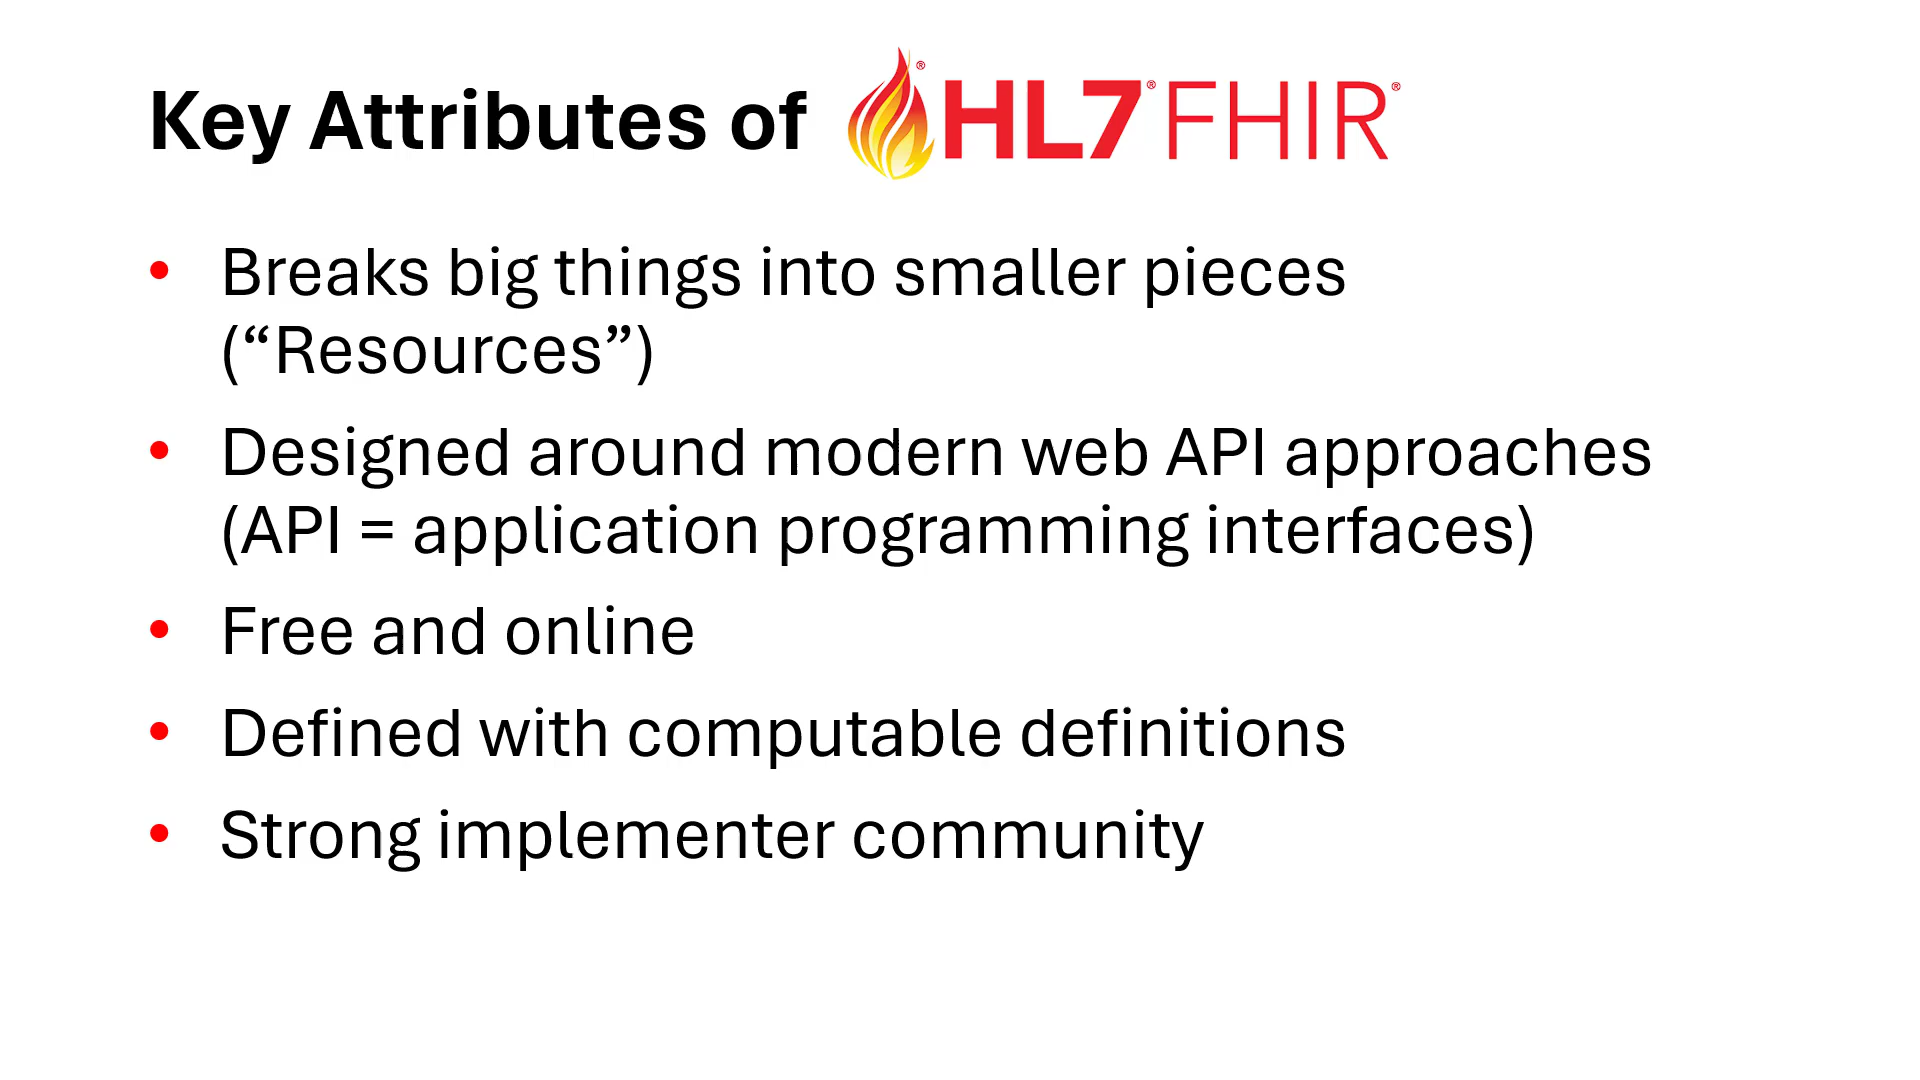 Key Attributes of HL7® FHIR®
• Breaks big things into smaller pieces
(“Resources”)
• Designed around modern web API approaches
(API = application programming interfaces)
• Free and online
• Defined with computable definitions
• Strong implementer community